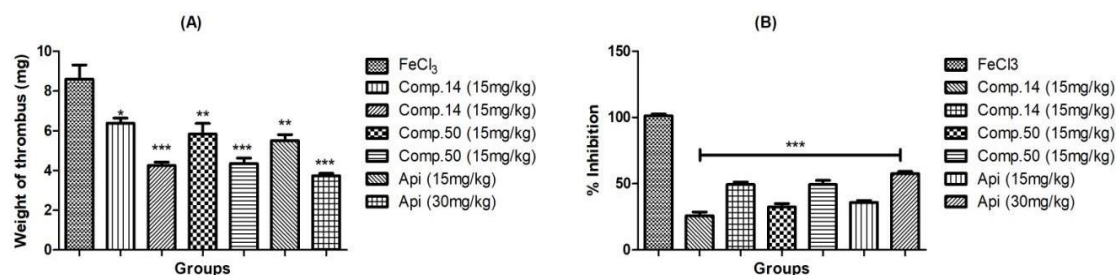 (A)
Weight of thrombus (mg)
10
8
6
4
2
0
*
***
**
***
**
***
Groups
FeCl₃
Comp.14 (15mg/kg)
Comp.14 (15mg/kg)
Comp.50 (15mg/kg)
Comp.50 (15mg/kg)
Api (15mg/kg)
Api (30mg/kg)
(B)
% Inhibition
150
100
50
0
***
Groups
FeCl3
Comp.14 (15mg/kg)
Comp.14 (15mg/kg)
Comp.50 (15mg/kg)
Comp.50 (15mg/kg)
Api (15mg/kg)
Api (30mg/kg)